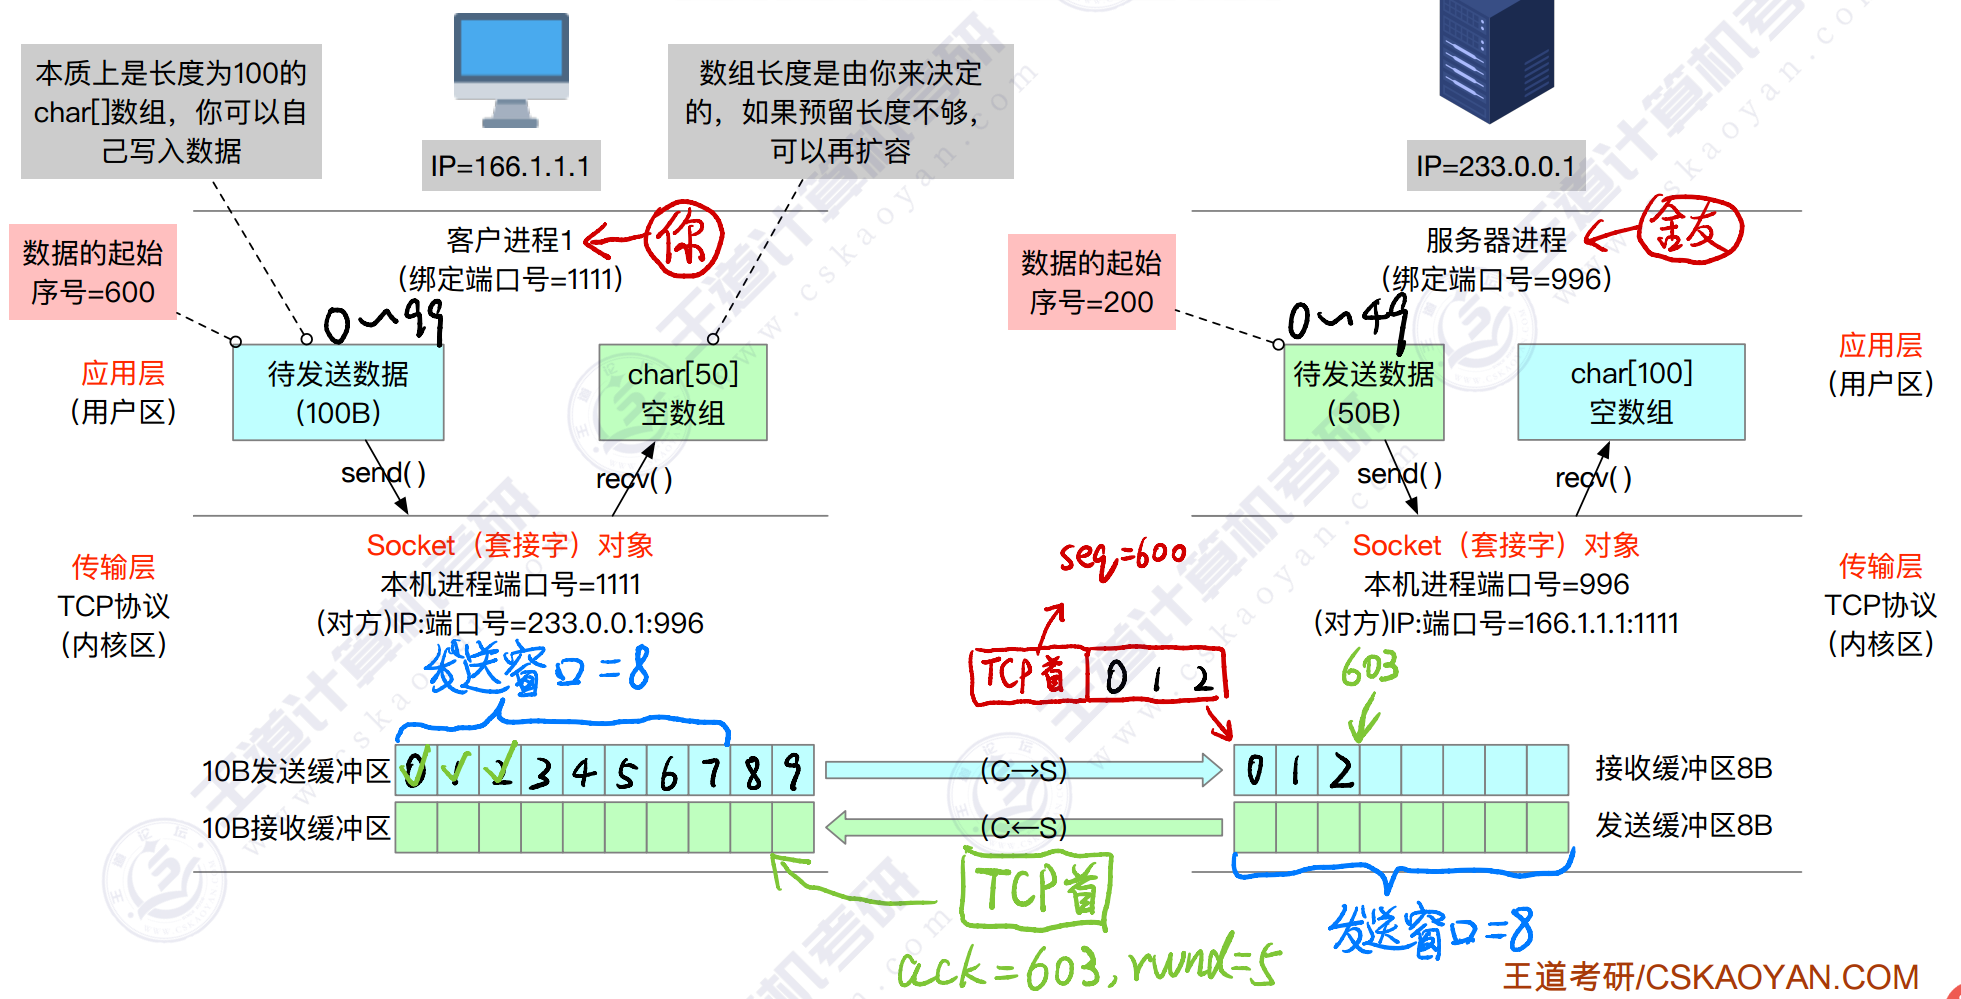 本质上是长度为100的
char[]数组，你可以自
己写入数据
IP=166.1.1.1
数组长度是由你来决定
的，如果预留长度不够，
可以再扩容
IP=233.0.0.1
数据的起始
序号=600
客户进程1
(绑定端口号=1111)
你
数据的起始
序号=200
服务器进程
(绑定端口号=996)
舍友
0~99
0~49
应用层
(用户区)
待发送数据
(100B)
char[50]
空数组
待发送数据
(50B)
char[100]
空数组
应用层
(用户区)
send()
recv()
send()
recv()
传输层
TCP协议
(内核区)
Socket（套接字）对象
本机进程端口号=1111
(对方)IP:端口号=233.0.0.1:996
发送窗口=8
seq=600
TCP首 0 1 2
Socket（套接字）对象
本机进程端口号=996
(对方)IP:端口号=166.1.1.1:1111
603
传输层
TCP协议
(内核区)
10B发送缓冲区 0 1 2 3 4 5 6 7 8 9
(C→S)
0 1 2 接收缓冲区8B
10B接收缓冲区
(C←S)
发送缓冲区8B
TCP首
ack=603, rwnd=5
发送窗口=8
王道考研/CSKAOYAN.COM
王道计算机考研
www.cskaoyan.com